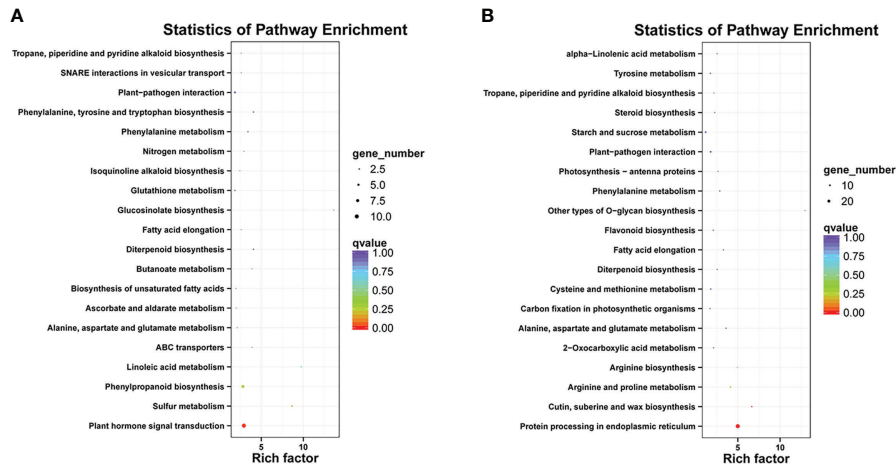 A
Statistics of Pathway Enrichment
Tropane, piperidine and pyridine alkaloid biosynthesis
SNARE interactions in vesicular transport
Plant−pathogen interaction
Phenylalanine, tyrosine and tryptophan biosynthesis
Phenylalanine metabolism
Nitrogen metabolism
Isoquinoline alkaloid biosynthesis
Glutathione metabolism
Glucosinolate biosynthesis
Fatty acid elongation
Diterpenoid biosynthesis
Butanoate metabolism
Biosynthesis of unsaturated fatty acids
Ascorbate and aldarate metabolism
Alanine, aspartate and glutamate metabolism
ABC transporters
Linoleic acid metabolism
Phenylpropanoid biosynthesis
Sulfur metabolism
Plant hormone signal transduction
5
10
Rich factor
gene_number
2.5
5.0
7.5
10.0
qvalue
1.00
0.75
0.50
0.25
0.00
B
Statistics of Pathway Enrichment
alpha−Linolenic acid metabolism
Tyrosine metabolism
Tropane, piperidine and pyridine alkaloid biosynthesis
Steroid biosynthesis
Starch and sucrose metabolism
Plant−pathogen interaction
Photosynthesis − antenna proteins
Phenylalanine metabolism
Other types of O−glycan biosynthesis
Flavonoid biosynthesis
Fatty acid elongation
Diterpenoid biosynthesis
Cysteine and methionine metabolism
Carbon fixation in photosynthetic organisms
Alanine, aspartate and glutamate metabolism
2−Oxocarboxylic acid metabolism
Arginine biosynthesis
Arginine and proline metabolism
Cutin, suberine and wax biosynthesis
Protein processing in endoplasmic reticulum
5
10
Rich factor
gene_number
10
20
qvalue
1.00
0.75
0.50
0.25
0.00